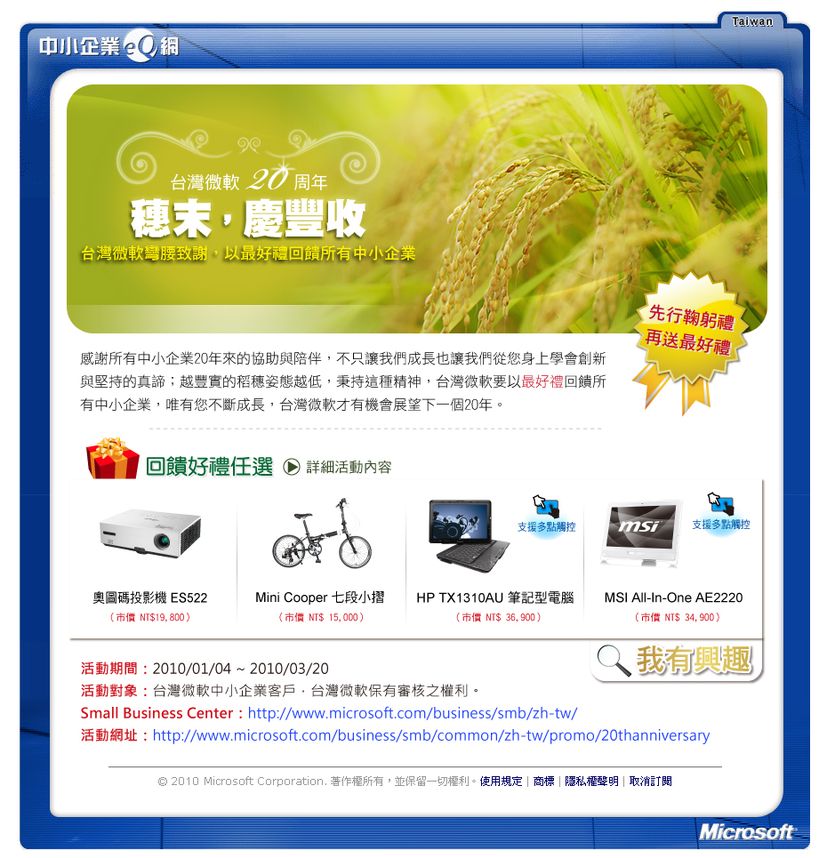 Taiwan
中小企業eQ網
台灣微軟 20 周年
穗末,慶豐收
台灣微軟彎腰致謝,以最好禮回饋所有中小企業
先行鞠躬禮
再送最好禮
感謝所有中小企業20年來的協助與陪伴,不只讓我們成長也讓我們從您身上學會創新
與堅持的真諦;越豐實的稻穗姿態越低,秉持這種精神,台灣微軟要以最好禮回饋所
有中小企業,唯有您不斷成長,台灣微軟才有機會展望下一個20年。
回饋好禮任選 詳細活動內容
支援多點觸控
msi
支援多點觸控
奧圖碼投影機 ES522
(市價 NT$19,800)
Mini Cooper 七段小摺
(市價 NT$ 15,000)
HP TX1310AU 筆記型電腦
(市價 NT$ 36,900)
MSI All-In-One AE2220
(市價 NT$ 34,900)
我有興趣
活動期間:2010/01/04 ~ 2010/03/20
活動對象:台灣微軟中小企業客戶,台灣微軟保有審核之權利。
Small Business Center:http://www.microsoft.com/business/smb/zh-tw/
活動網址:http://www.microsoft.com/business/smb/common/zh-tw/promo/20thanniversary
© 2010 Microsoft Corporation. 著作權所有,並保留一切權利。使用規定 | 商標 | 隱私權聲明 | 取消訂閱
Microsoft